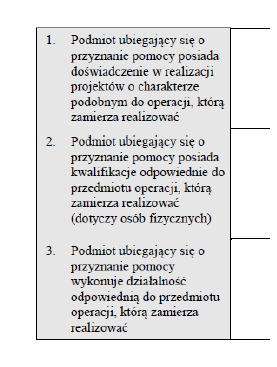 1. Podmiot ubiegający się o
przyznanie pomocy posiada
doświadczenie w realizacji
projektów o charakterze
podobnym do operacji, którą
zamierza realizować
2. Podmiot ubiegający się o
przyznanie pomocy posiada
kwalifikacje odpowiednie do
przedmiotu operacji, którą
zamierza realizować
(dotyczy osób fizycznych)
3. Podmiot ubiegający się o
przyznanie pomocy
wykonuje działalność
odpowiednią do przedmiotu
operacji, którą zamierza
realizować